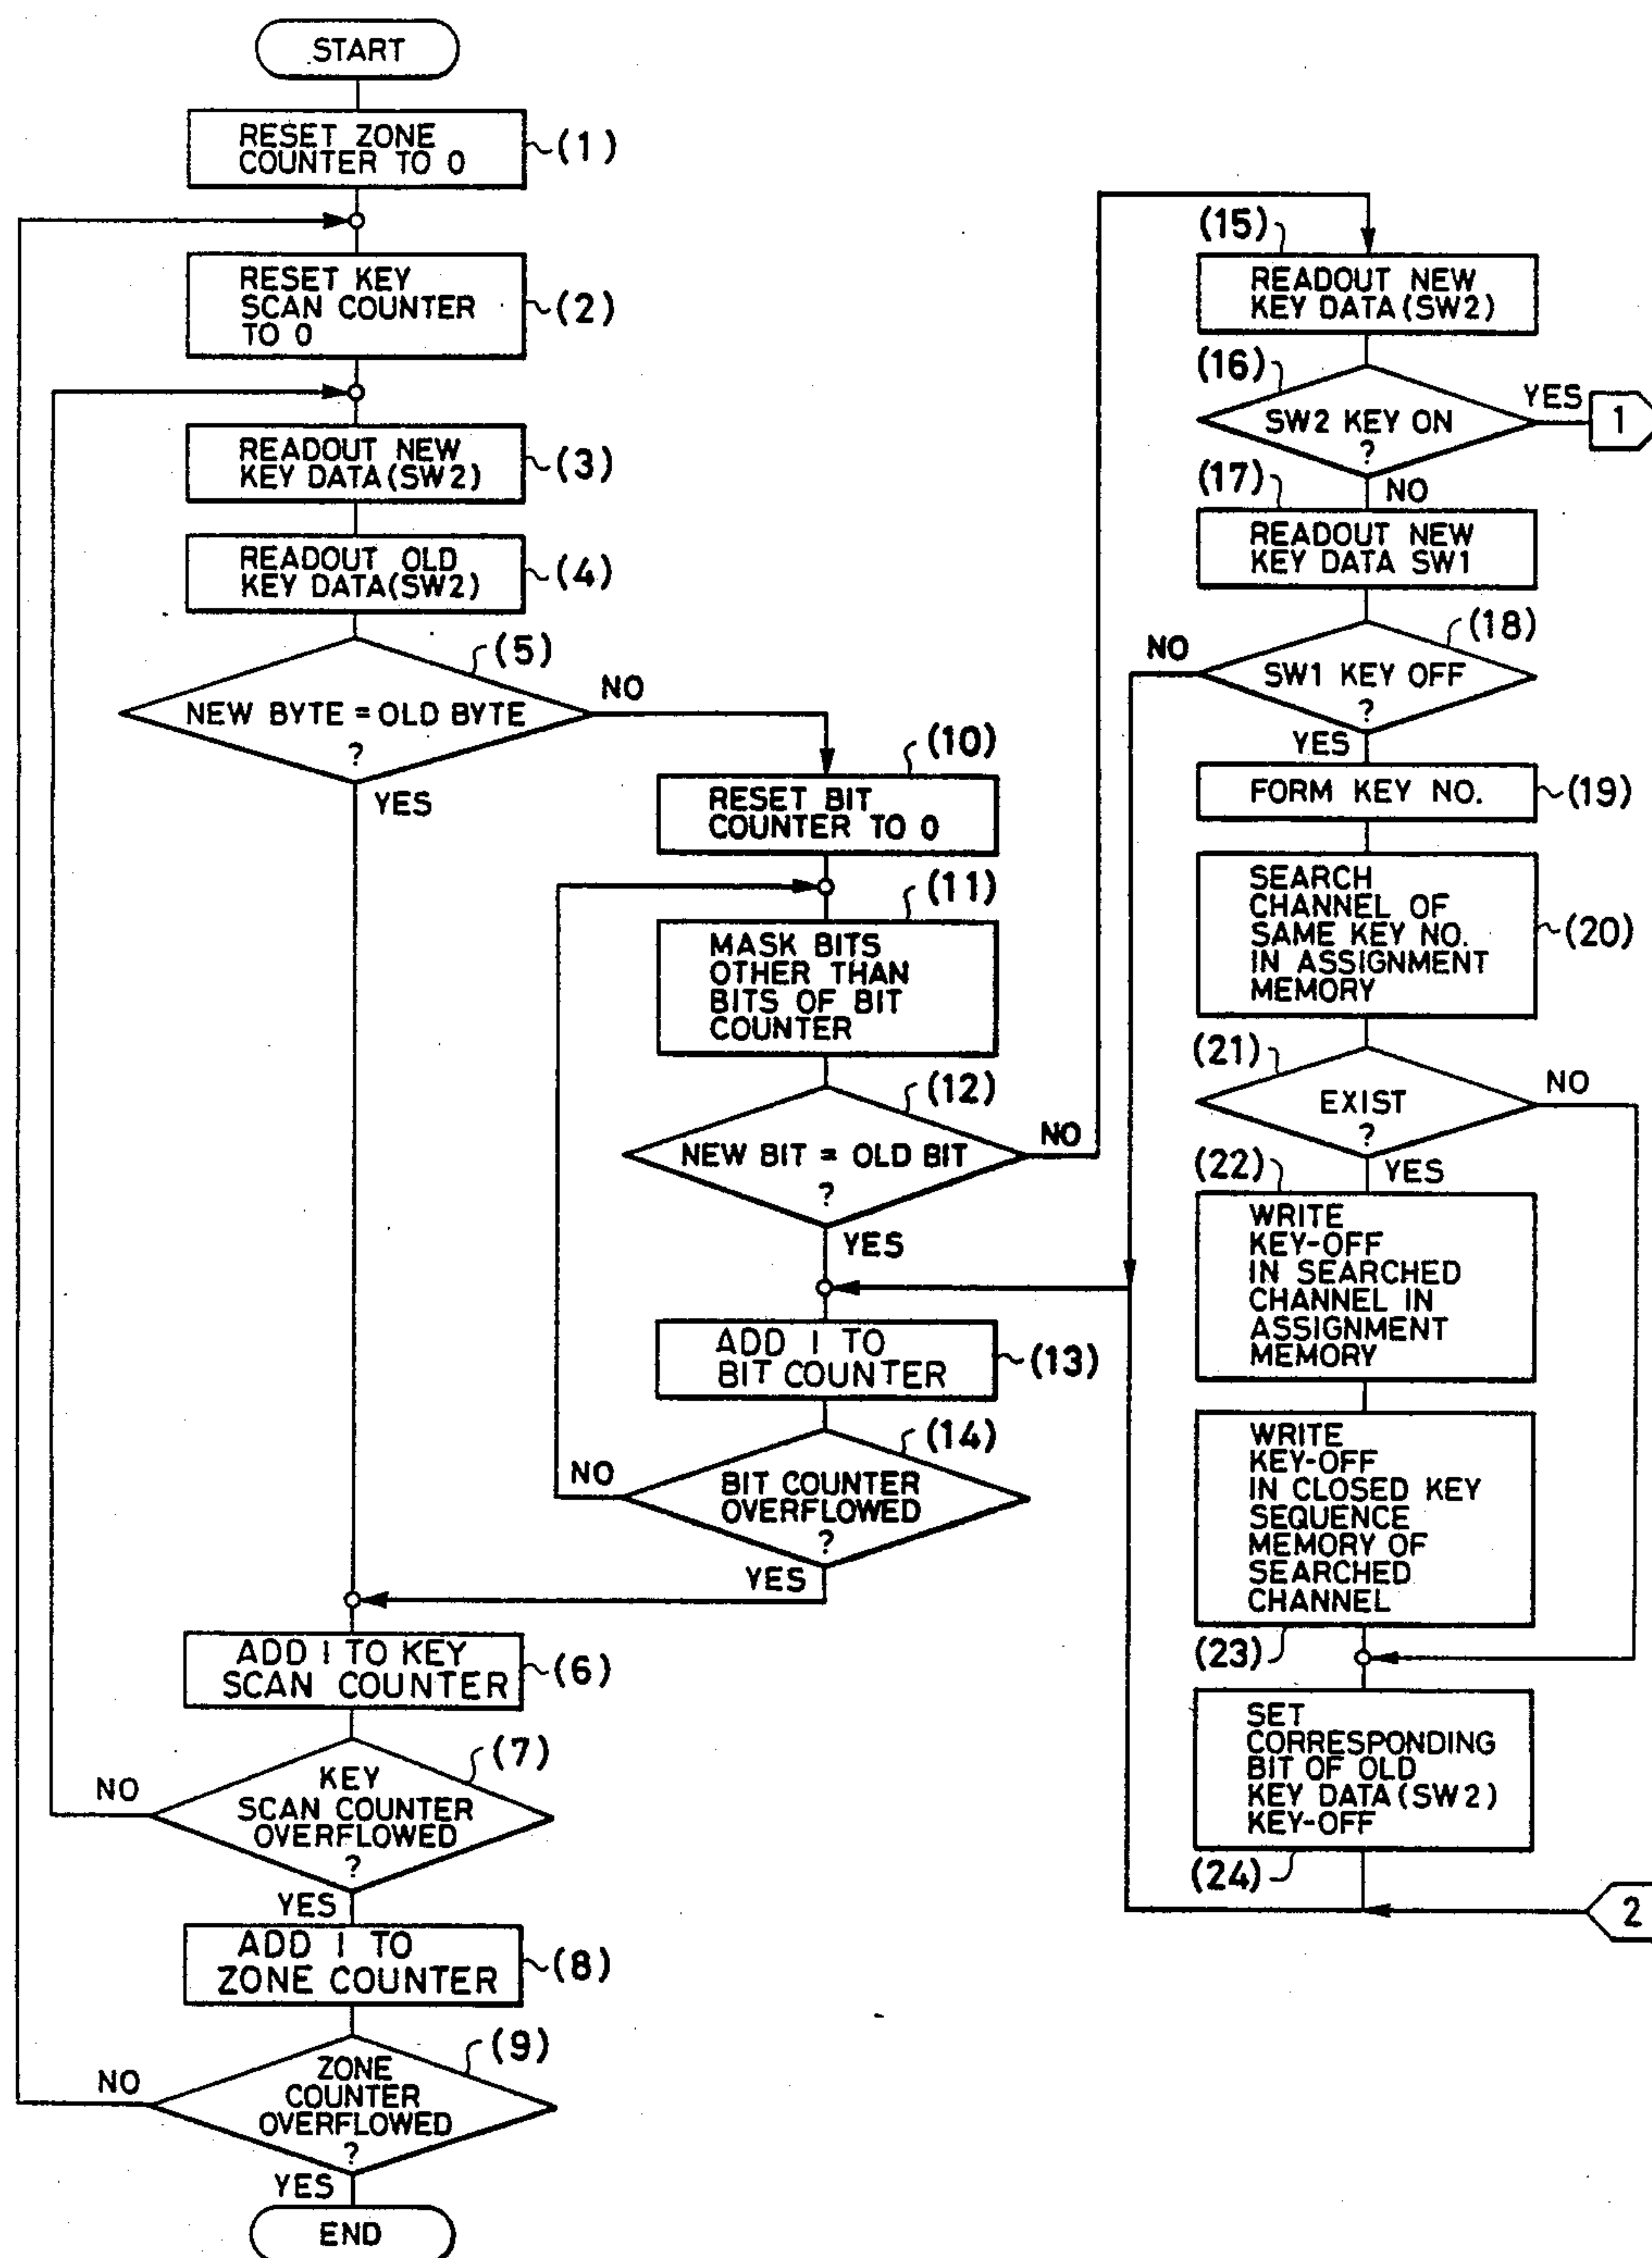 START
RESET ZONE
COUNTER TO 0
(1)
RESET KEY
SCAN COUNTER
TO 0
(2)
READOUT NEW
KEY DATA(SW2)
(3)
READOUT OLD
KEY DATA(SW2)
(4)
(5)
NEW BYTE = OLD BYTE
?
NO
YES
(10)
RESET BIT
COUNTER TO 0
(11)
MASK BITS
OTHER THAN
BITS OF BIT
COUNTER
(12)
NEW BIT = OLD BIT
?
NO
YES
ADD 1 TO
BIT COUNTER
(13)
(14)
BIT COUNTER
OVERFLOWED
?
NO
YES
ADD 1 TO KEY
SCAN COUNTER
(6)
(7)
KEY
SCAN COUNTER
OVERFLOWED
?
NO
YES
ADD 1 TO
ZONE COUNTER
(8)
(9)
ZONE
COUNTER
OVERFLOWED
?
NO
YES
END
(15)
READOUT NEW
KEY DATA(SW2)
(16)
SW2 KEY ON
?
YES
1
NO
(17)
READOUT NEW
KEY DATA SW1
(18)
SW1 KEY OFF
?
NO
YES
FORM KEY NO.
(19)
SEARCH
CHANNEL OF
SAME KEY NO.
IN ASSIGNMENT
MEMORY
(20)
(21)
EXIST
?
NO
YES
(22)
WRITE
KEY-OFF
IN SEARCHED
CHANNEL IN
ASSIGNMENT
MEMORY
WRITE
KEY-OFF
IN CLOSED KEY
SEQUENCE
MEMORY OF
SEARCHED
CHANNEL
(23)
SET
CORRESPONDING
BIT OF OLD
KEY DATA(SW2)
KEY-OFF
(24)
2